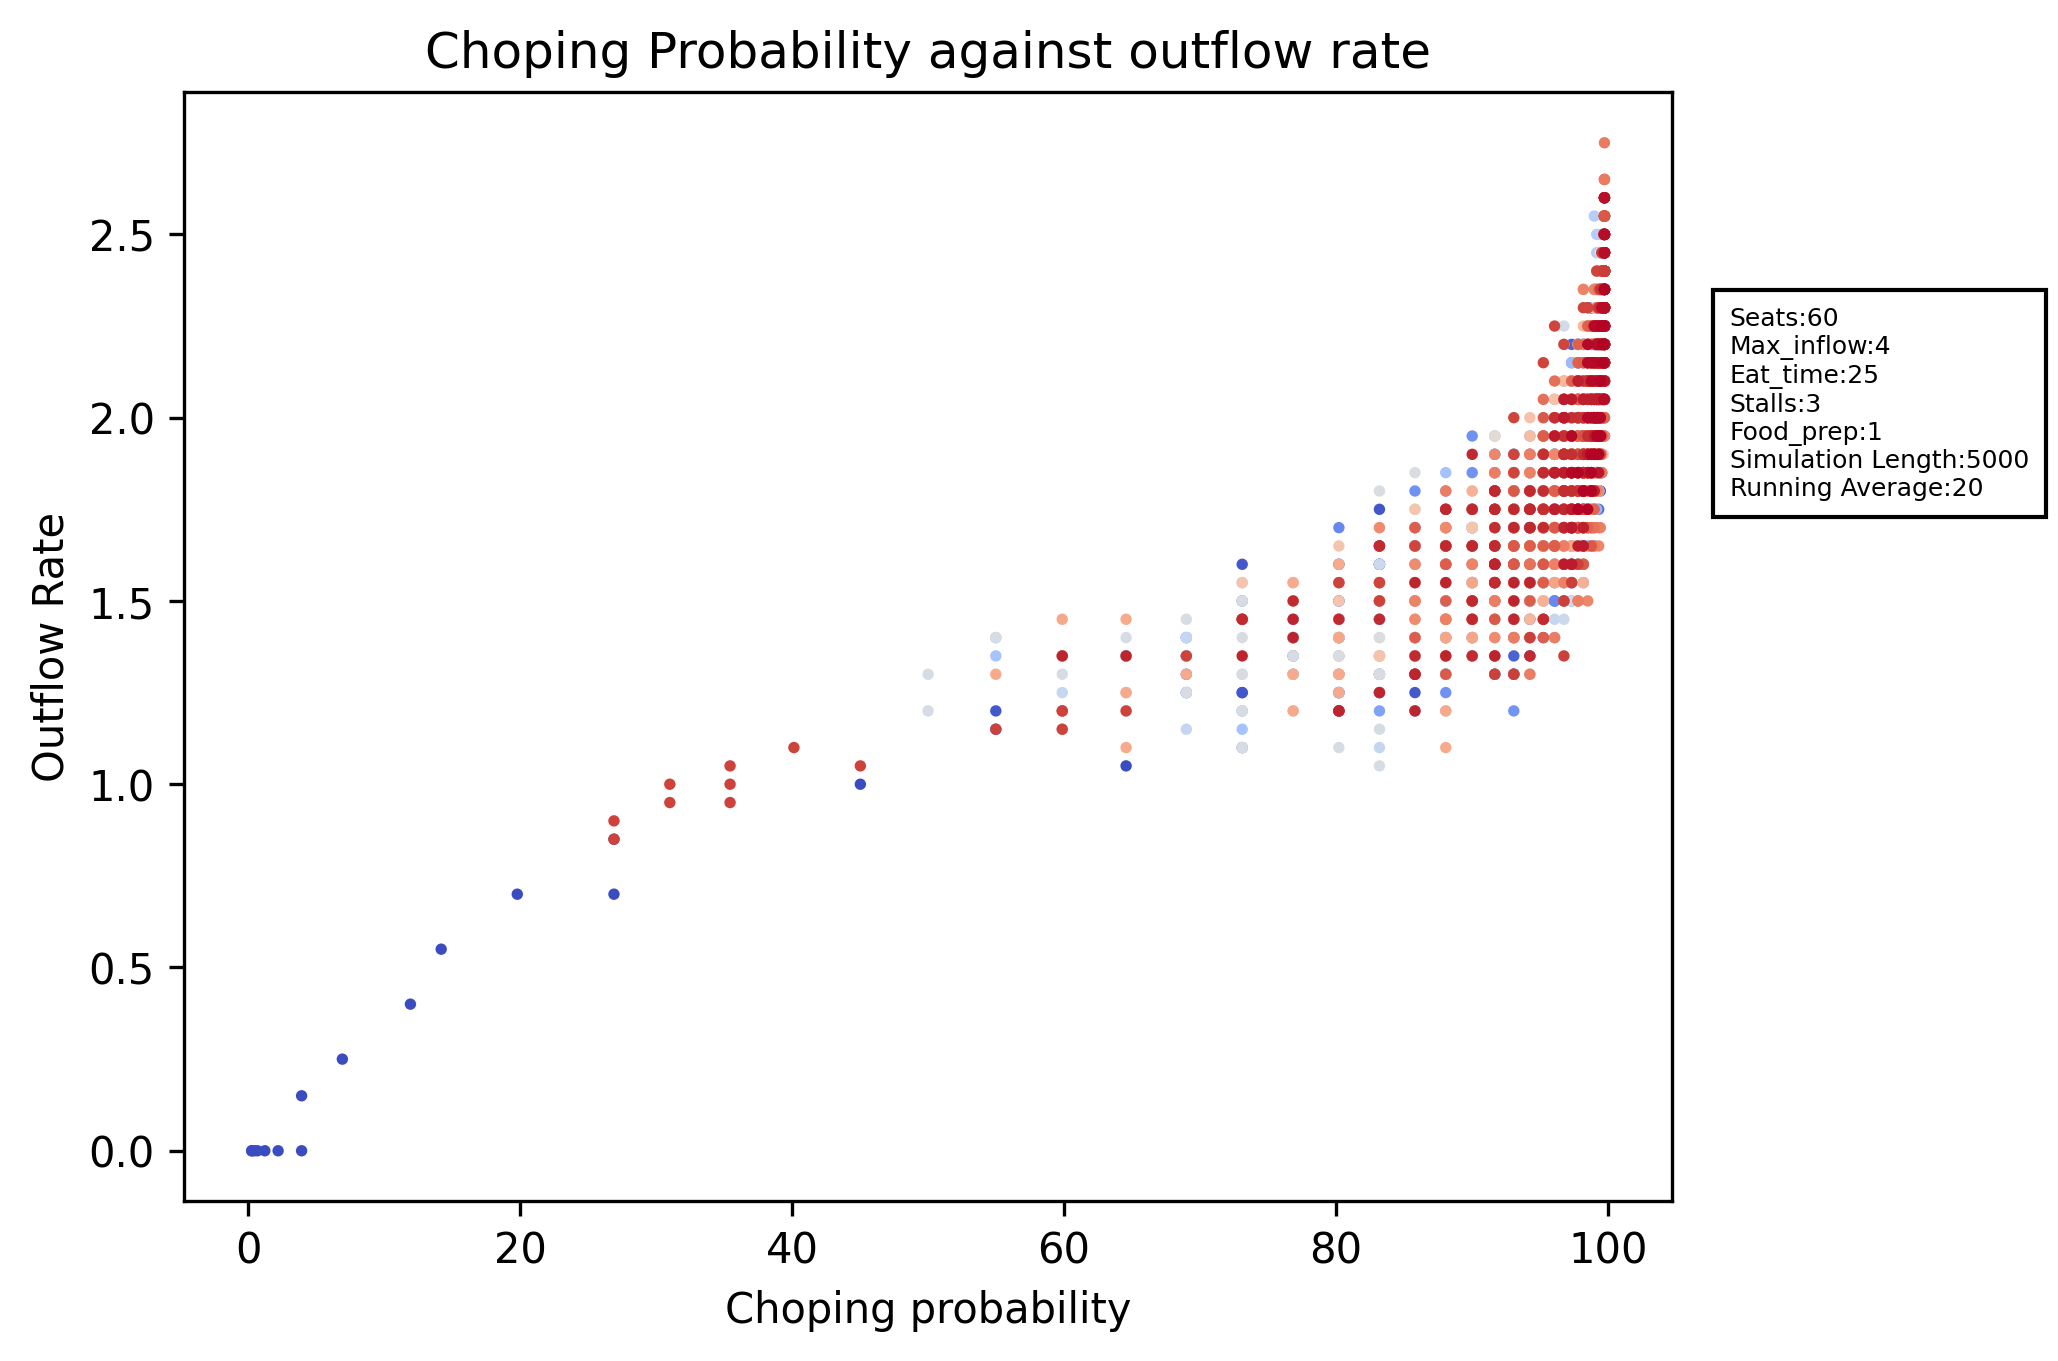 Choping Probability against outflow rate
Outflow Rate
2.5
2.0
1.5
1.0
0.5
0.0
0 20 40 60 80 100
Choping probability
Seats:60
Max_inflow:4
Eat_time:25
Stalls:3
Food_prep:1
Simulation Length:5000
Running Average:20